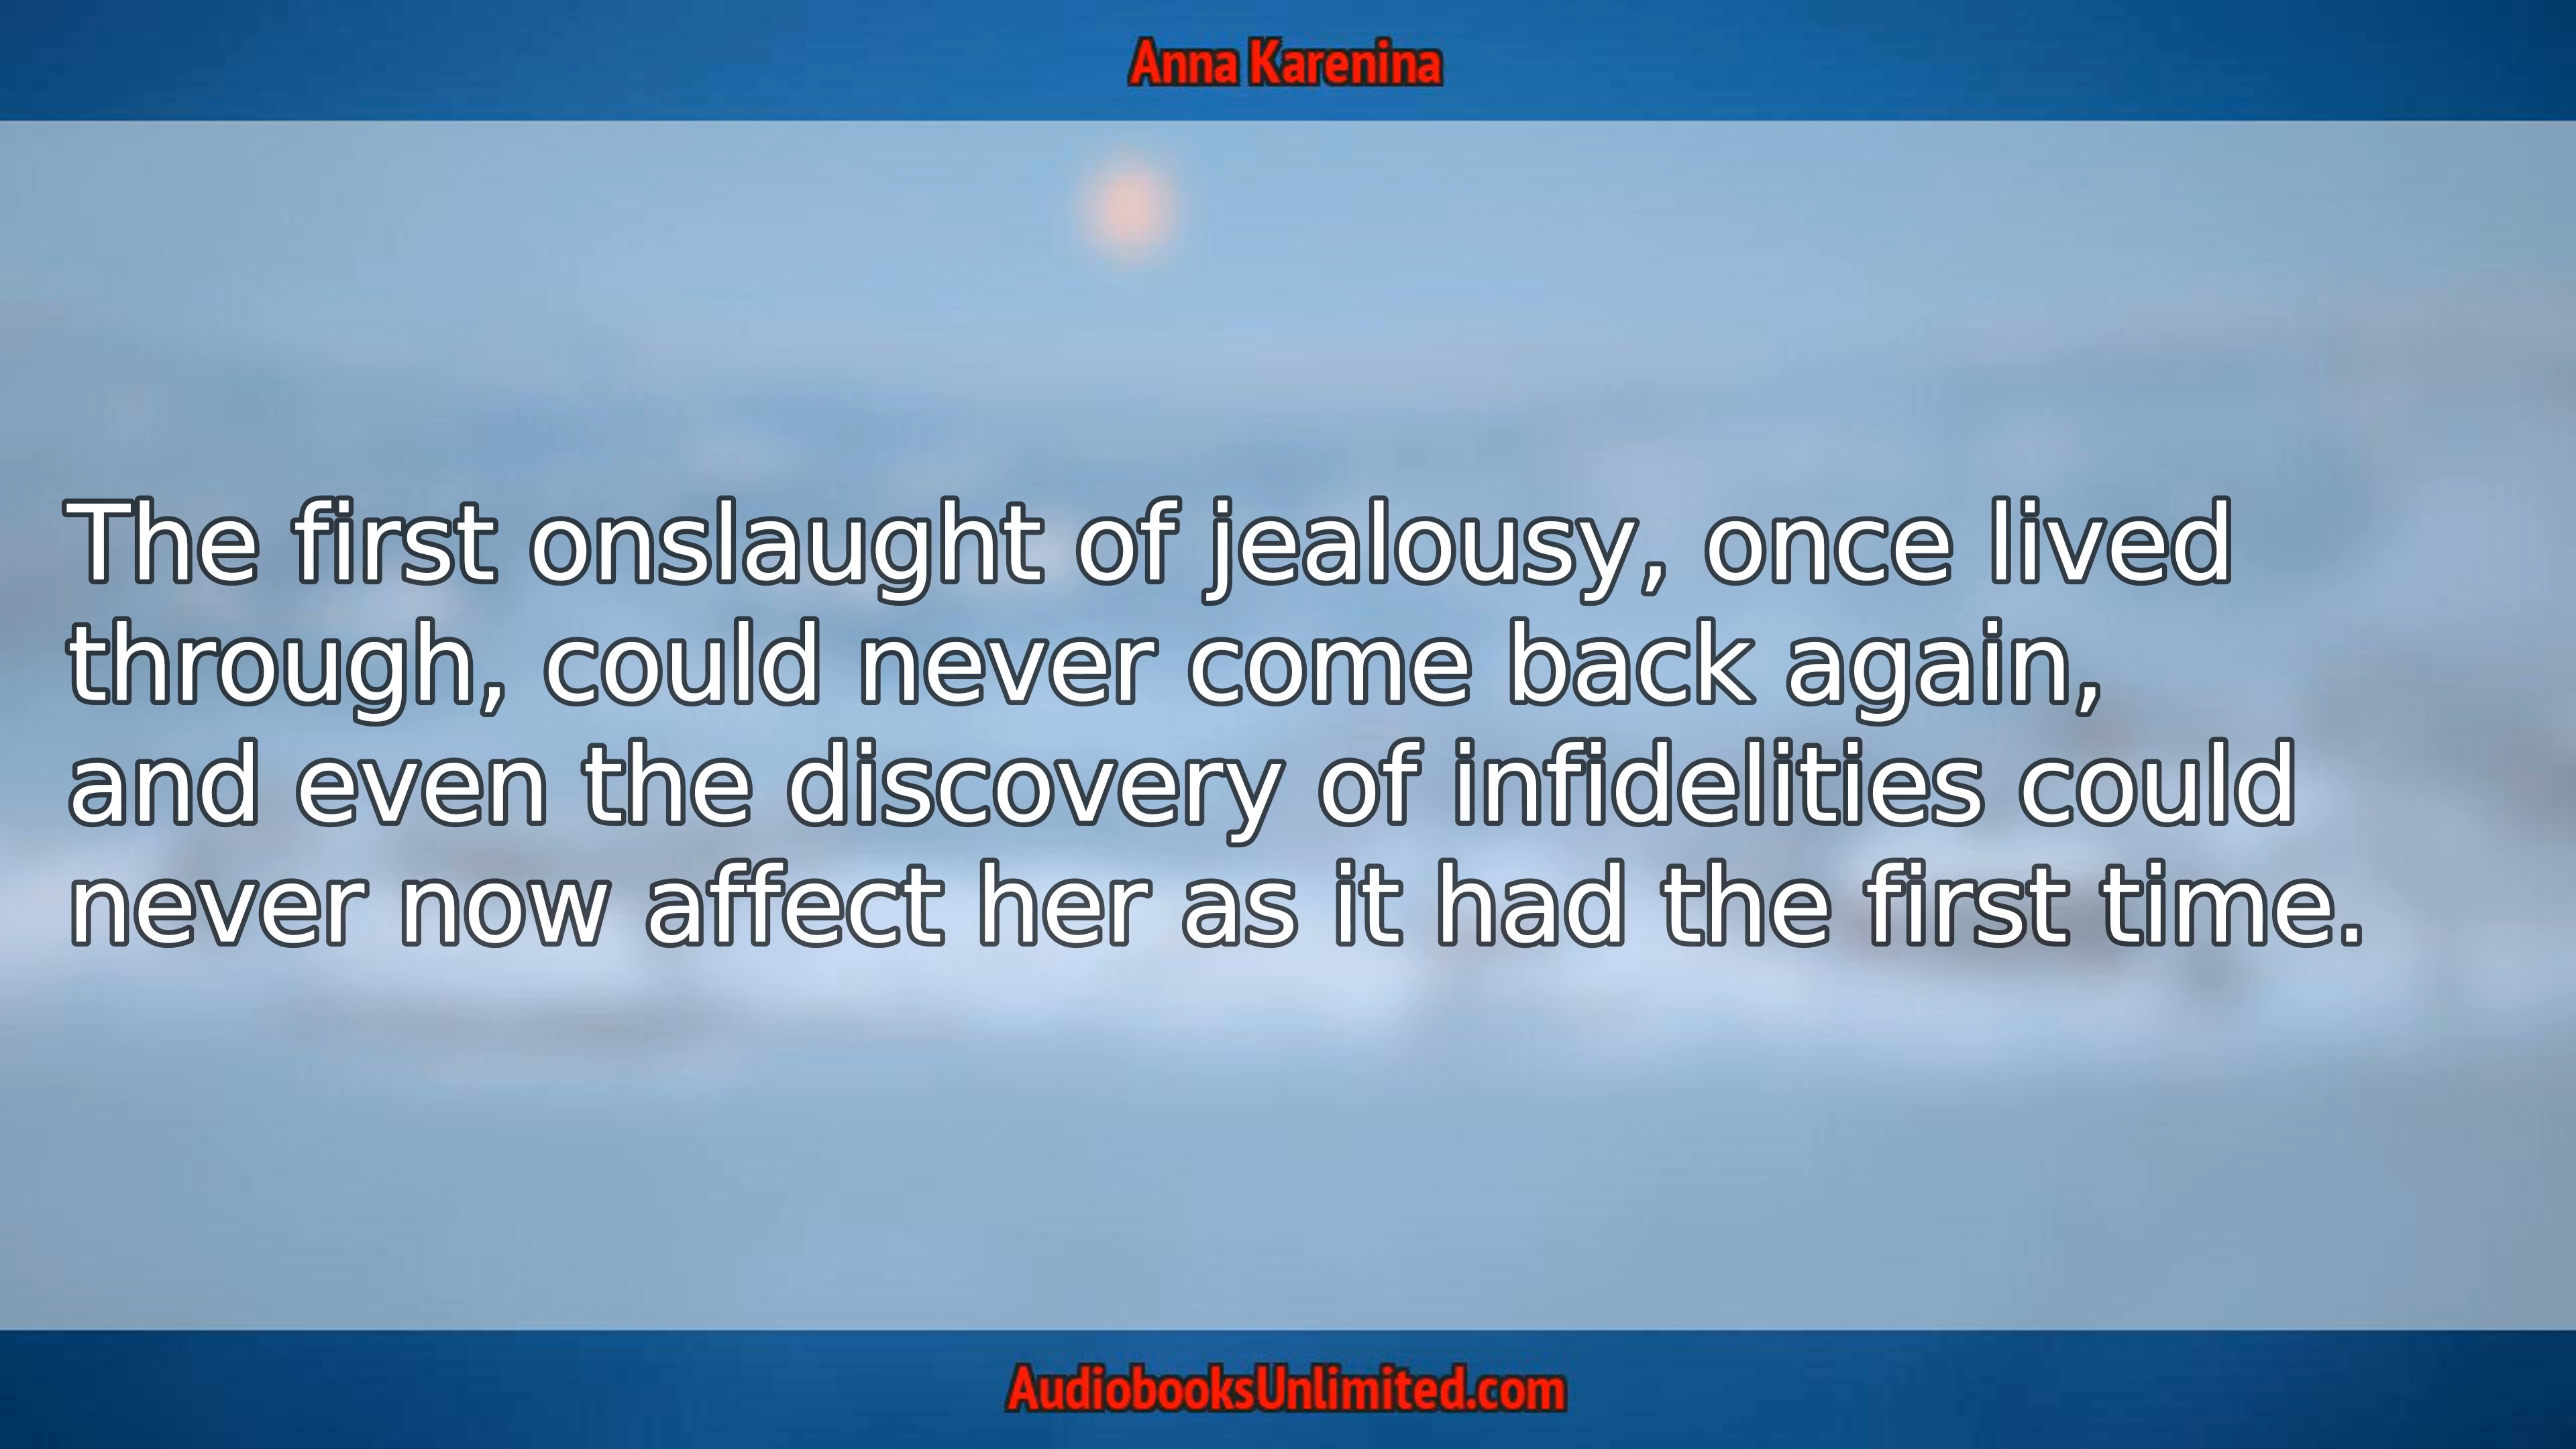 Anna Karenina
The first onslaught of jealousy, once lived
through, could never come back again,
and even the discovery of infidelities could
never now affect her as it had the first time.
AudiobooksUnlimited.com